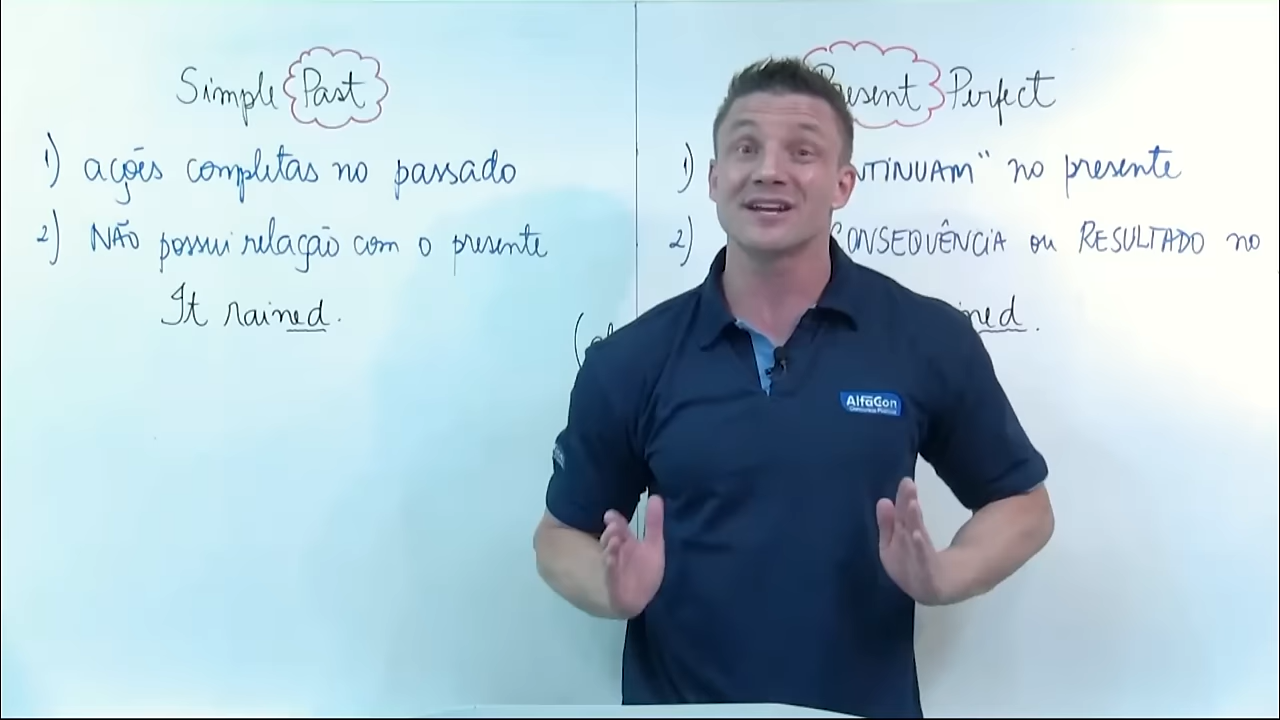 Simple Past
1) ações completas no passado
2) NÃO possui relação com o presente
It rained.
Perfect
1) no presente
2) CONSEQUÊNCIA ou RESULTADO no
AlfaCon